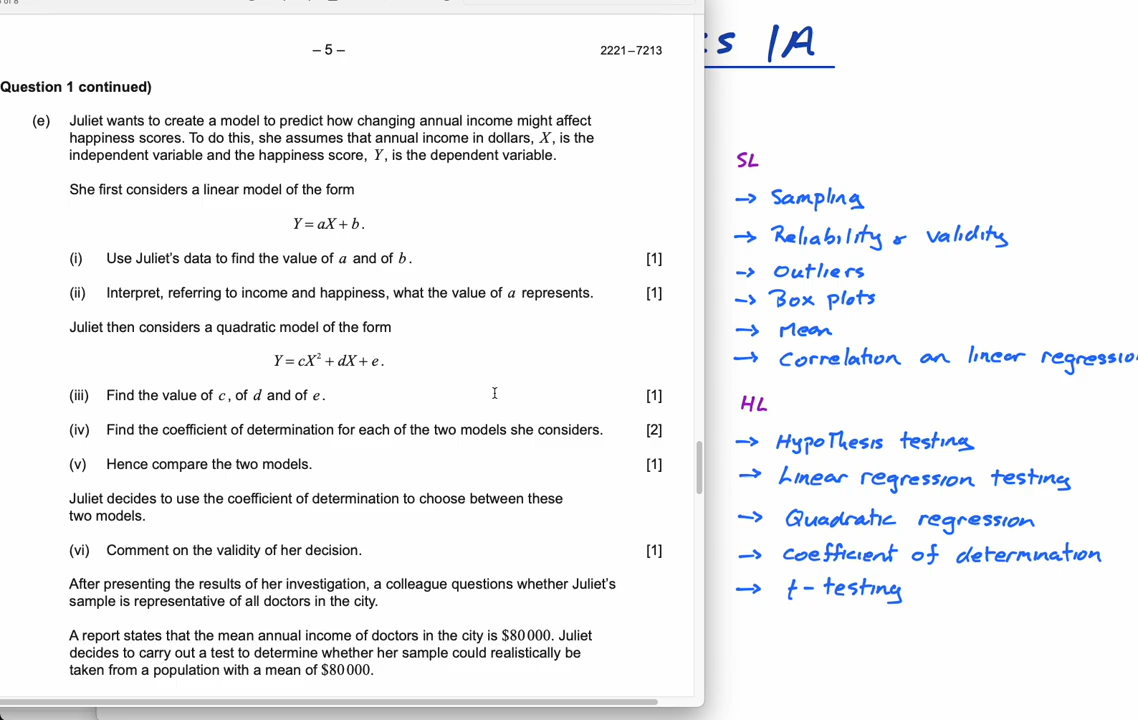 – 5 –
2221–7213
Question 1 continued)
(e) Juliet wants to create a model to predict how changing annual income might affect
happiness scores. To do this, she assumes that annual income in dollars, X, is the
independent variable and the happiness score, Y, is the dependent variable.
She first considers a linear model of the form
Y = aX + b.
(i) Use Juliet's data to find the value of a and of b. [1]
(ii) Interpret, referring to income and happiness, what the value of a represents. [1]
Juliet then considers a quadratic model of the form
Y = cX² + dX + e.
(iii) Find the value of c, of d and of e. [1]
(iv) Find the coefficient of determination for each of the two models she considers. [2]
(v) Hence compare the two models. [1]
Juliet decides to use the coefficient of determination to choose between these
two models.
(vi) Comment on the validity of her decision. [1]
After presenting the results of her investigation, a colleague questions whether Juliet's
sample is representative of all doctors in the city.
A report states that the mean annual income of doctors in the city is $80 000. Juliet
decides to carry out a test to determine whether her sample could realistically be
taken from a population with a mean of $80 000.
s IA
SL
→ Sampling
→ Reliability & validity
→ Outliers
→ Box plots
→ Mean
→ Correlation an linear regressio
HL
→ Hypothesis testing
→ Linear regression testing
→ Quadratic regression
→ coefficient of determination
→ t - testing